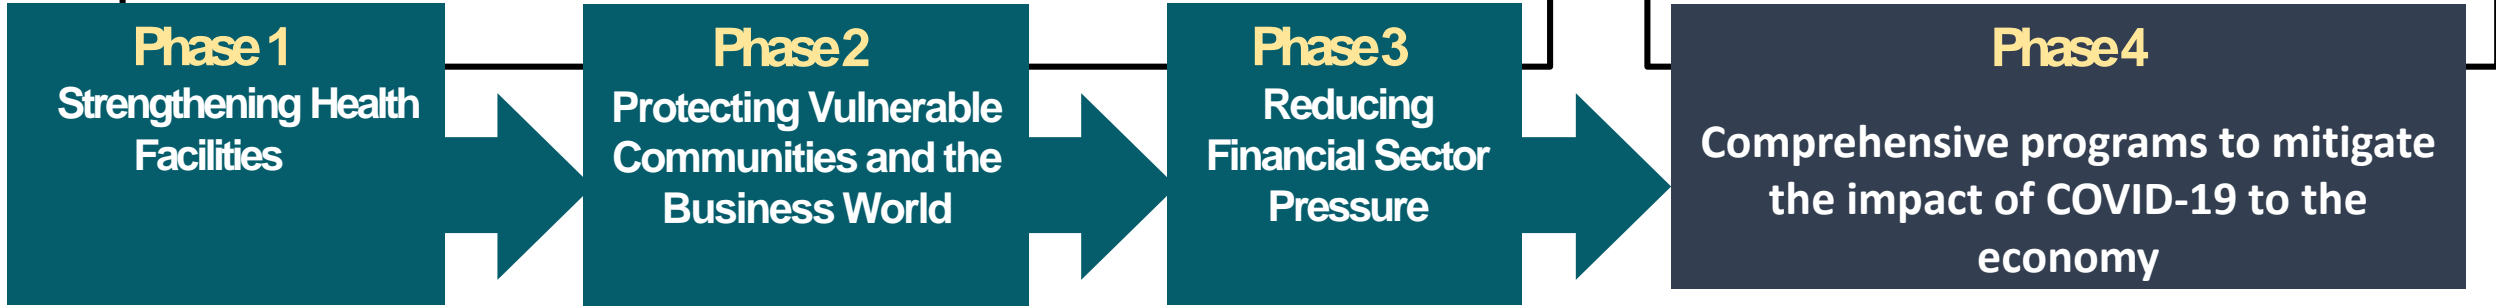 Phase 1
Strengthening Health
Facilities
Phase 2
Protecting Vulnerable
Communities and the
Business World
Phase 3
Reducing
Financial Sector
Pressure
Phase 4
Comprehensive programs to mitigate
the impact of COVID-19 to the
economy